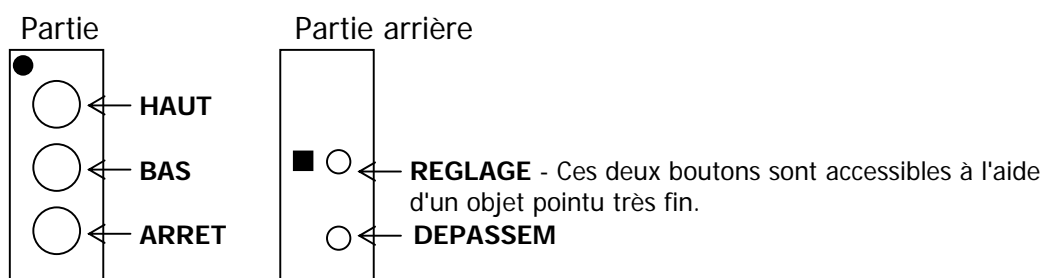 Partie
Partie arrière
HAUT
BAS
ARRET
REGLAGE - Ces deux boutons sont accessibles à l'aide
d'un objet pointu très fin.
DEPASSEM